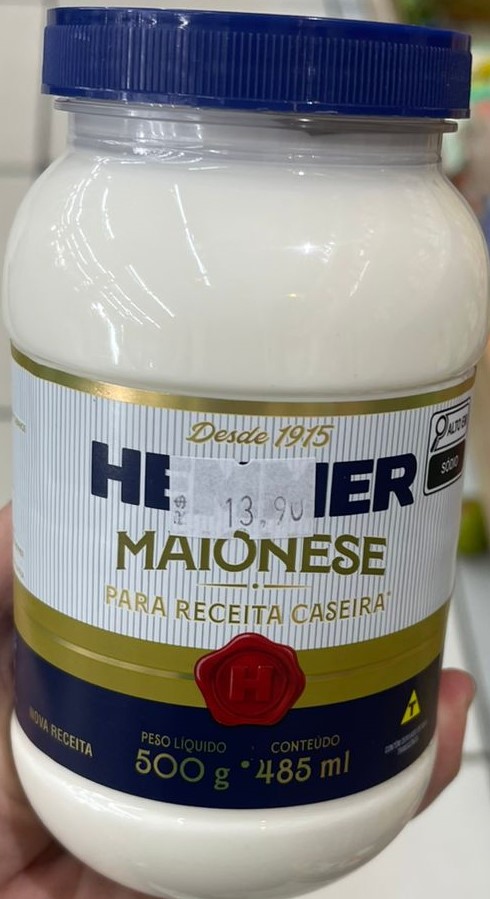 Desde 1915
HE IER
R$ 13,90
MAIONESE
PARA RECEITA CASEIRA
ALTO EM
SÓDIO
H
T
NOVA RECEITA
PESO LÍQUIDO
500 g
CONTEÚDO
485 ml